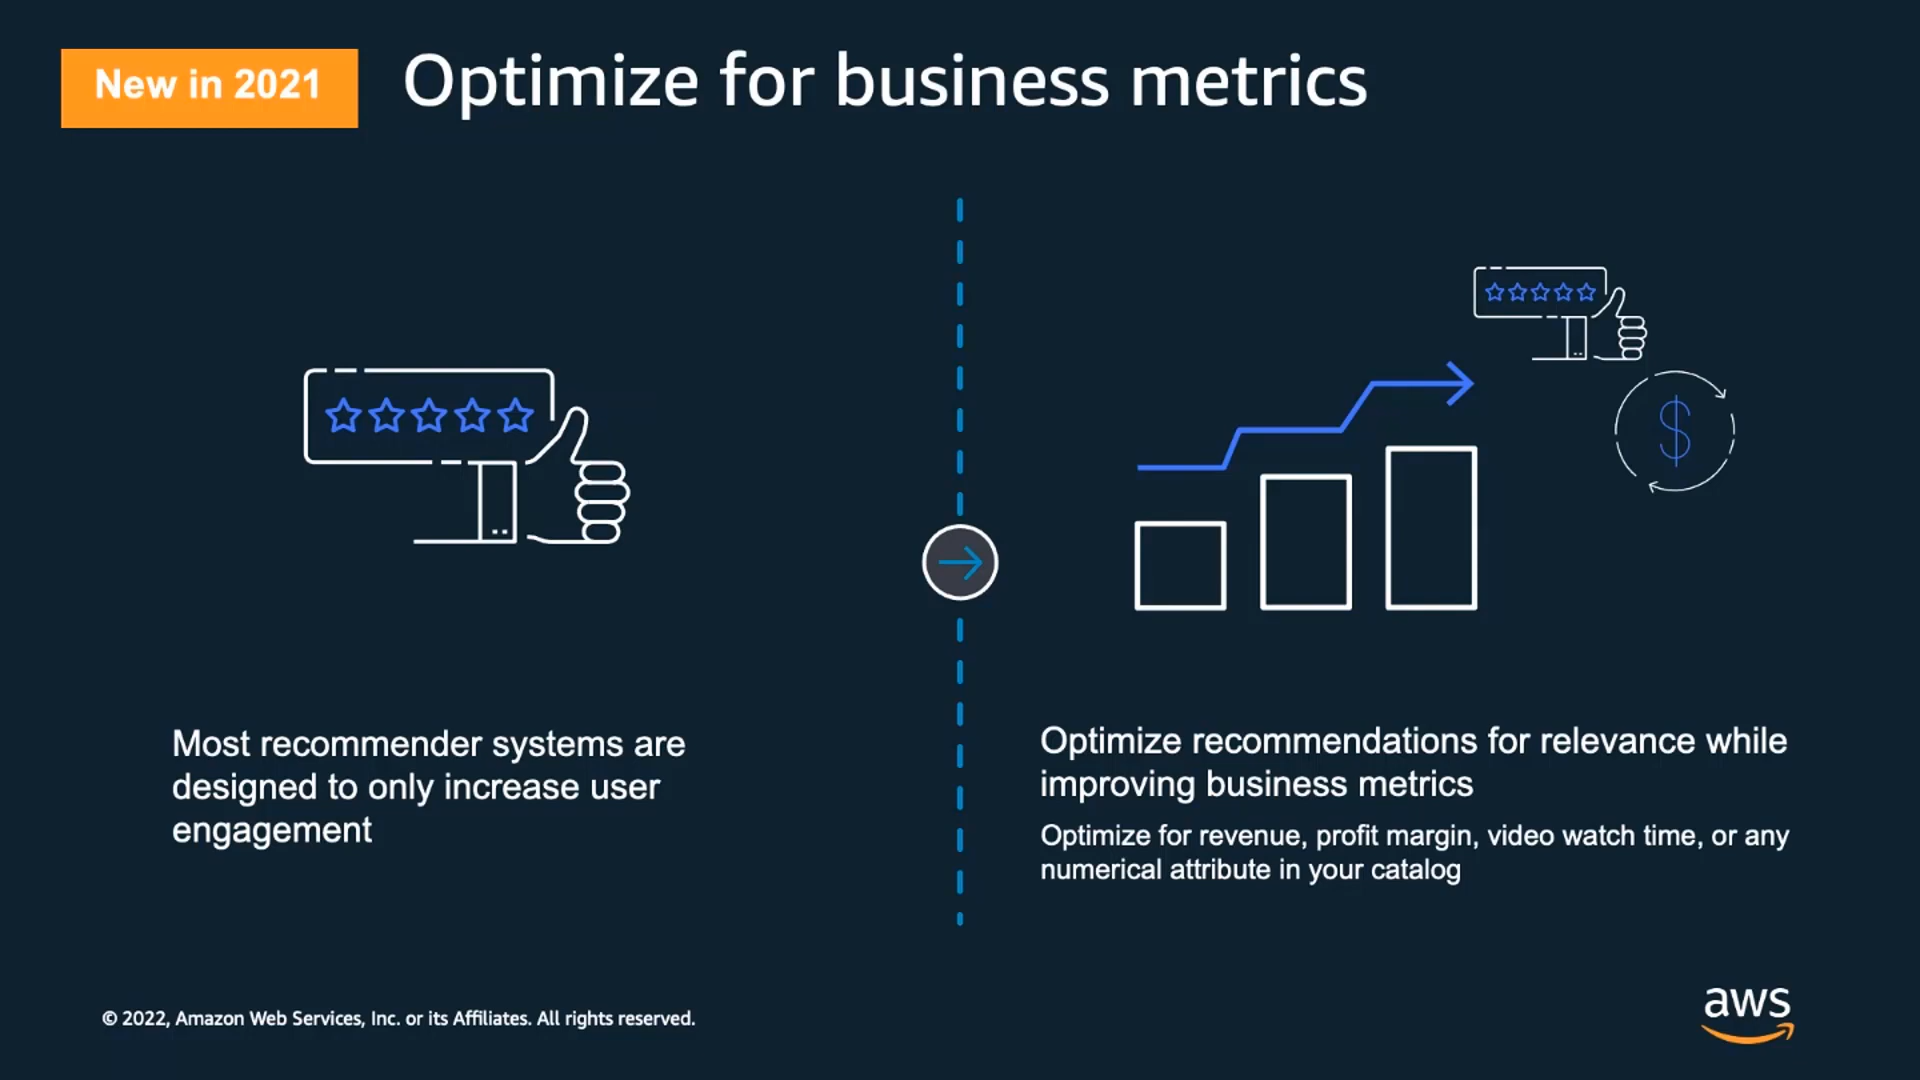 New in 2021
Optimize for business metrics
Most recommender systems are
designed to only increase user
engagement
$
Optimize recommendations for relevance while
improving business metrics
Optimize for revenue, profit margin, video watch time, or any
numerical attribute in your catalog
© 2022, Amazon Web Services, Inc. or its Affiliates. All rights reserved.
aws